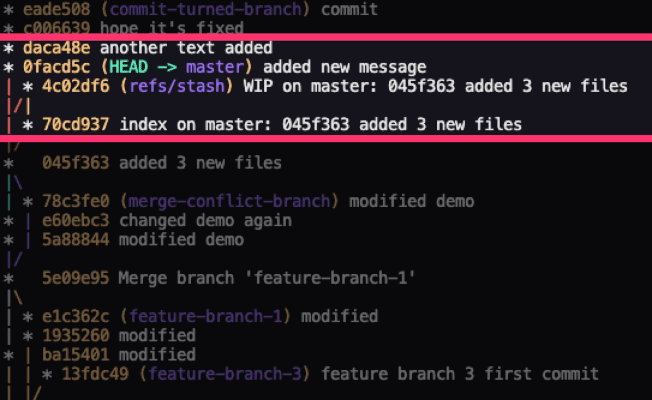 * eade508 (commit-turned-branch) commit
* c006639 hope it's fixed
* daca48e another text added
* 0facd5c (HEAD -> master) added new message
| * 4c02df6 (refs/stash) WIP on master: 045f363 added 3 new files
|/|
| * 70cd937 index on master: 045f363 added 3 new files
|/
*   045f363 added 3 new files
|\
| * 78c3fe0 (merge-conflict-branch) modified demo
* | e60ebc3 changed demo again
* | 5a88844 modified demo
|/
*   5e09e95 Merge branch 'feature-branch-1'
|\
| * e1c362c (feature-branch-1) modified
| * 1935260 modified
* | ba15401 modified
| | * 13fdc49 (feature-branch-3) feature branch 3 first commit
| |/